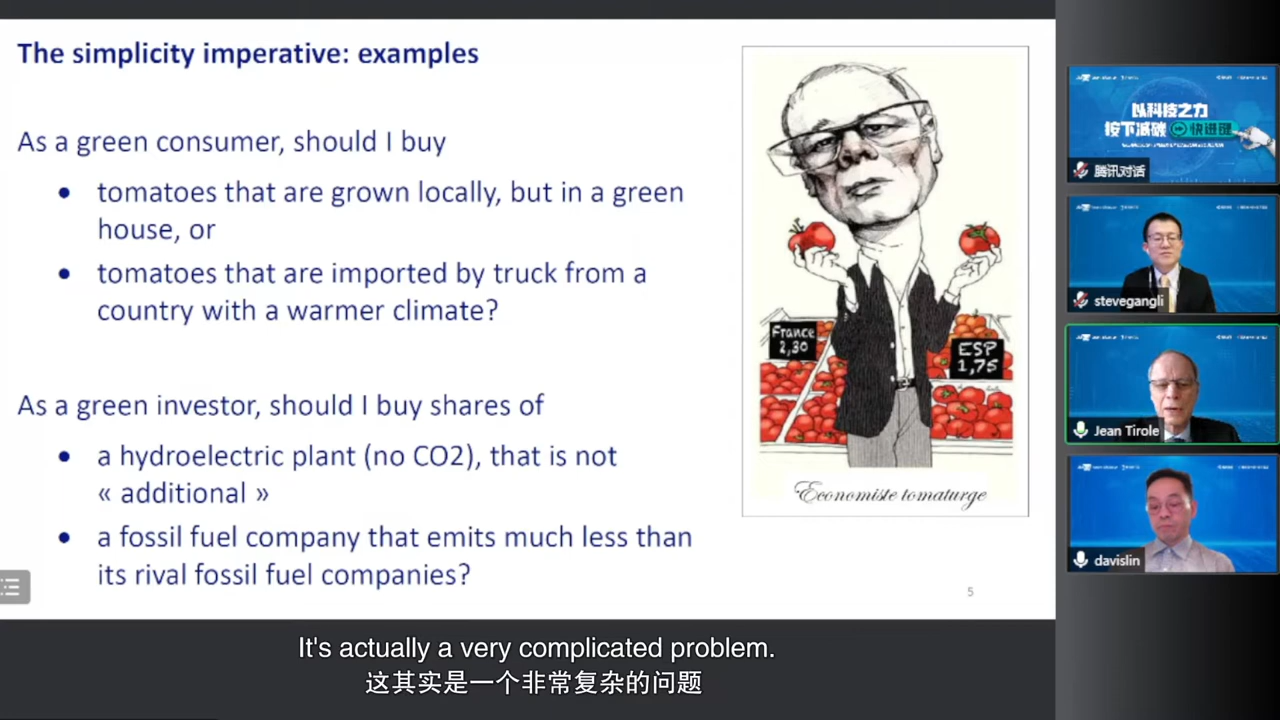 The simplicity imperative: examples
As a green consumer, should I buy
• tomatoes that are grown locally, but in a green
house, or
• tomatoes that are imported by truck from a
country with a warmer climate?
As a green investor, should I buy shares of
• a hydroelectric plant (no CO2), that is not
« additional »
• a fossil fuel company that emits much less than
its rival fossil fuel companies?
France
2,30
ESP
1,75
Economiste tomaturge
5
以科技之力
按下减碳 快进键
腾讯对话
stevegangli
Jean Tirole
davislin
It's actually a very complicated problem.
这其实是一个非常复杂的问题